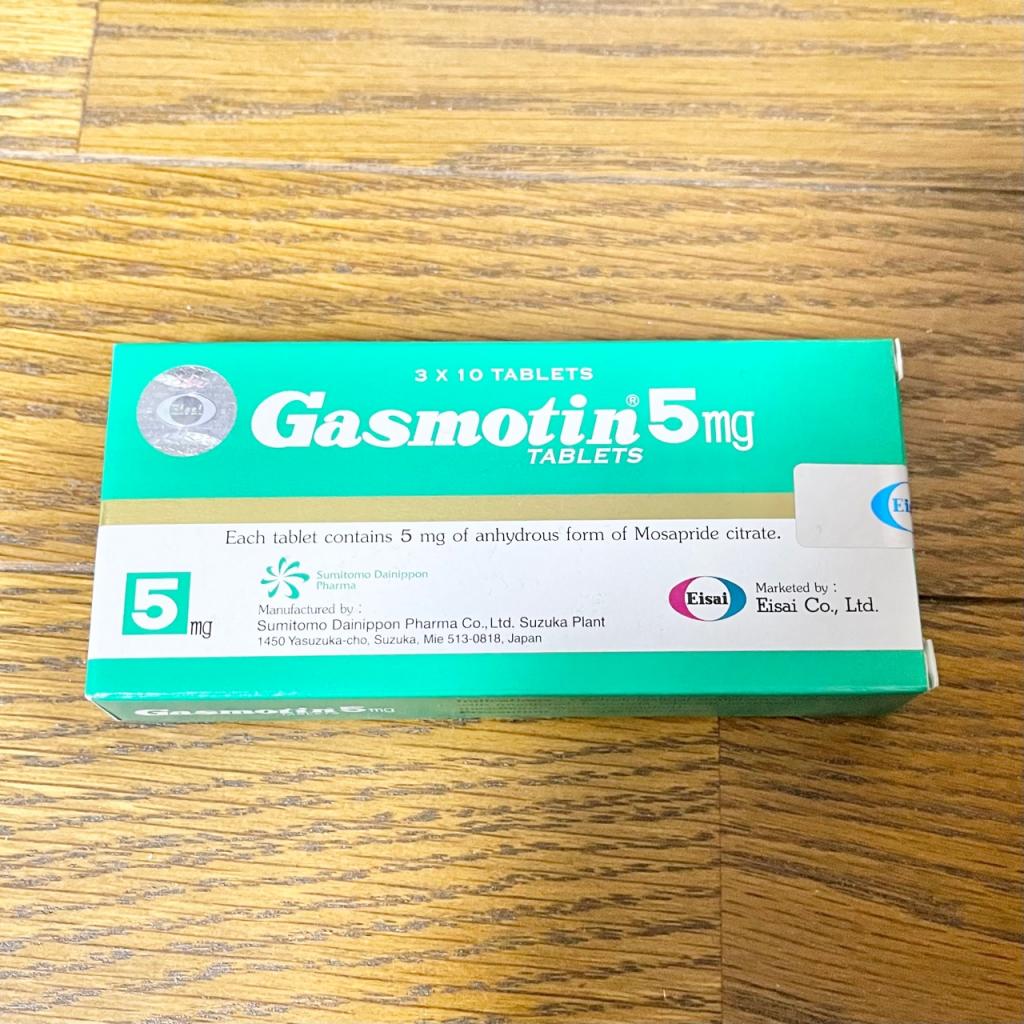 3 X 10 TABLETS
Gasmotin® 5mg
TABLETS
Eisai
Each tablet contains 5 mg of anhydrous form of Mosapride citrate.
5mg
Sumitomo Dainippon
Pharma
Manufactured by :
Sumitomo Dainippon Pharma Co.,Ltd. Suzuka Plant
1450 Yasuzuka-cho, Suzuka, Mie 513-0818, Japan
Eisai
Marketed by :
Eisai Co., Ltd.
Ei
Gasmotin 5mg